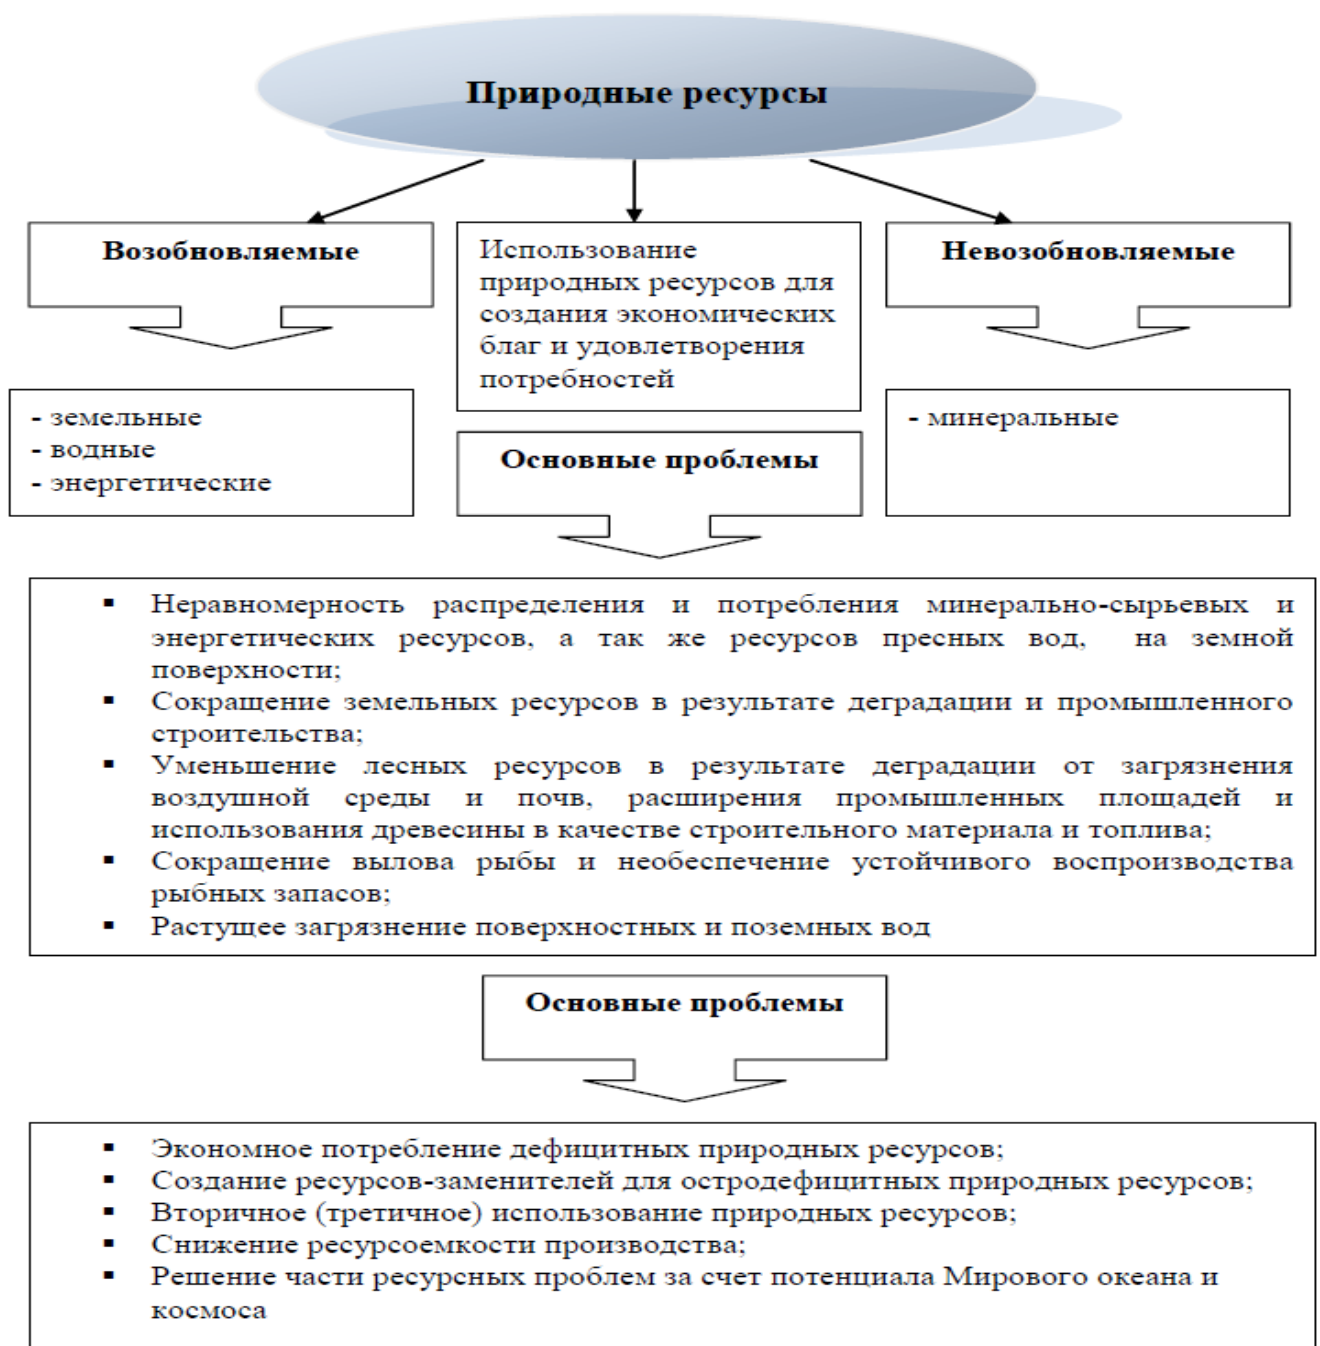 Природные ресурсы
Возобновляемые
Использование
природных ресурсов для
создания экономических
благ и удовлетворения
потребностей
Невозобновляемые
- земельные
- водные
- энергетические
- минеральные
Основные проблемы
▪ Неравномерность распределения и потребления минерально-сырьевых и
энергетических ресурсов, а так же ресурсов пресных вод, на земной
поверхности;
▪ Сокращение земельных ресурсов в результате деградации и промышленного
строительства;
▪ Уменьшение лесных ресурсов в результате деградации от загрязнения
воздушной среды и почв, расширения промышленных площадей и
использования древесины в качестве строительного материала и топлива;
▪ Сокращение вылова рыбы и необеспечение устойчивого воспроизводства
рыбных запасов;
▪ Растущее загрязнение поверхностных и поземных вод
Основные проблемы
▪ Экономное потребление дефицитных природных ресурсов;
▪ Создание ресурсов-заменителей для остродефицитных природных ресурсов;
▪ Вторичное (третичное) использование природных ресурсов;
▪ Снижение ресурсоемкости производства;
▪ Решение части ресурсных проблем за счет потенциала Мирового океана и
космоса